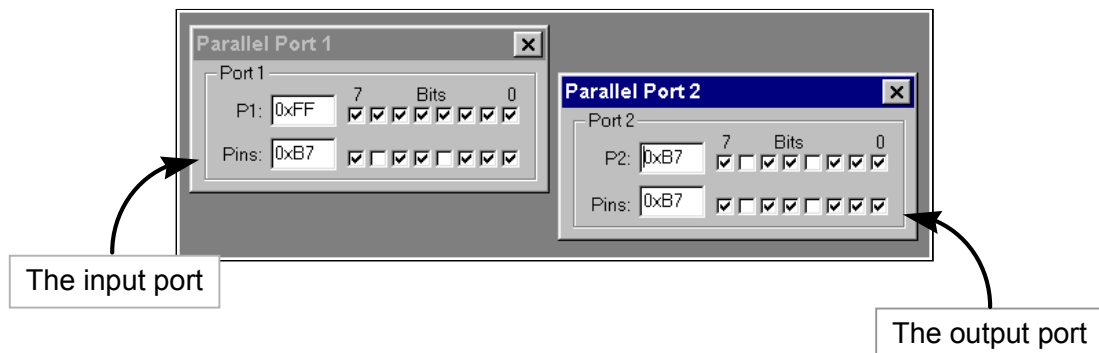 Parallel Port 1
Port 1
7 Bits 0
P1: 0xFF
Pins: 0xB7
Parallel Port 2
Port 2
7 Bits 0
P2: 0xB7
Pins: 0xB7
The input port
The output port